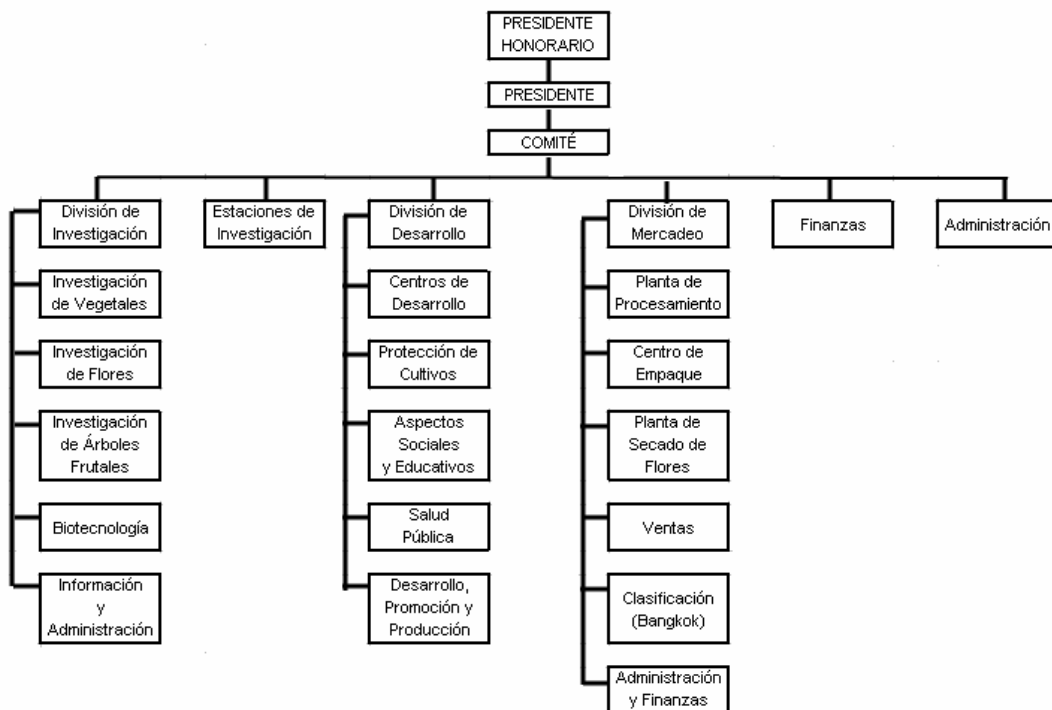 PRESIDENTE
HONORARIO
PRESIDENTE
COMITÉ
División de
Investigación
Estaciones de
Investigación
División de
Desarrollo
División de
Mercadeo
Finanzas
Administración
Investigación
de Vegetales
Centros de
Desarrollo
Planta de
Procesamiento
Investigación
de Flores
Protección de
Cultivos
Centro de
Empaque
Investigación
de Árboles
Frutales
Aspectos
Sociales
y Educativos
Planta de
Secado de
Flores
Biotecnología
Salud
Pública
Ventas
Información
y
Administración
Desarrollo,
Promoción y
Producción
Clasificación
(Bangkok)
Administración
y Finanzas